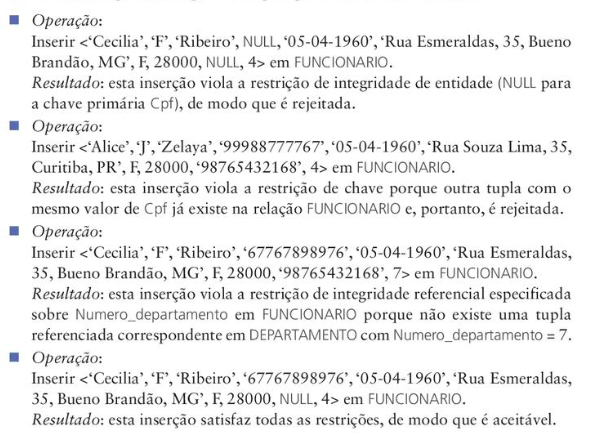 Operação:
Inserir <‘Cecilia’, ‘F’, ‘Ribeiro’, NULL, ‘05-04-1960’, ‘Rua Esmeraldas, 35, Bueno
Brandão, MG’, F, 28000, NULL, 4> em FUNCIONARIO.
Resultado: esta inserção viola a restrição de integridade de entidade (NULL para
a chave primária Cpf), de modo que é rejeitada.
Operação:
Inserir <‘Alice’, ‘J’, ‘Zelaya’, ‘99988777767’, ‘05-04-1960’, ‘Rua Souza Lima, 35,
Curitiba, PR’, F, 28000, ‘98765432168’, 4> em FUNCIONARIO.
Resultado: esta inserção viola a restrição de chave porque outra tupla com o
mesmo valor de Cpf já existe na relação FUNCIONARIO e, portanto, é rejeitada.
Operação:
Inserir <‘Cecilia’, ‘F’, ‘Ribeiro’, ‘67767898976’, ‘05-04-1960’, ‘Rua Esmeraldas,
35, Bueno Brandão, MG’, F, 28000, ‘98765432168’, 7> em FUNCIONARIO.
Resultado: esta inserção viola a restrição de integridade referencial especificada
sobre Numero_departamento em FUNCIONARIO porque não existe uma tupla
referenciada correspondente em DEPARTAMENTO com Numero_departamento = 7.
Operação:
Inserir <‘Cecilia’, ‘F’, ‘Ribeiro’, ‘67767898976’, ‘05-04-1960’, ‘Rua Esmeraldas,
35, Bueno Brandão, MG’, F, 28000, NULL, 4> em FUNCIONARIO.
Resultado: esta inserção satisfaz todas as restrições, de modo que é aceitável.